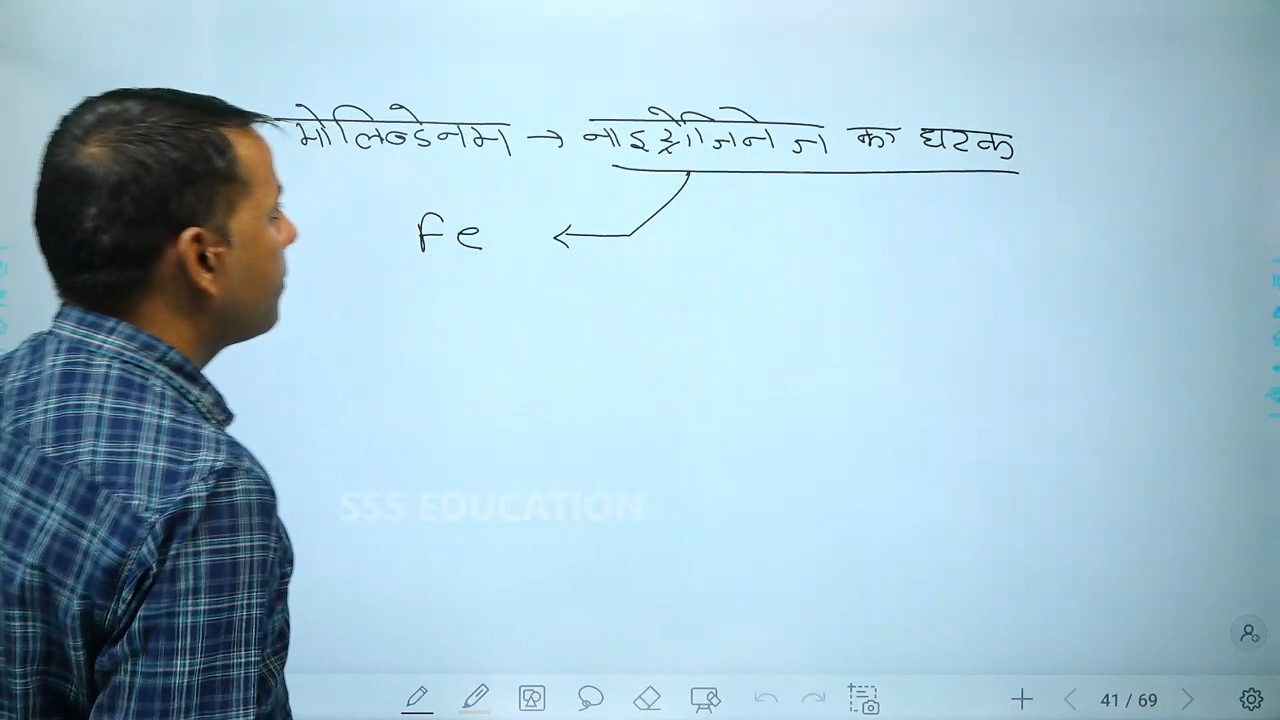 मोलिब्डेनम → नाइट्रोजिनेज का घटक
Fe ←
SSS EDUCATION
41 / 69